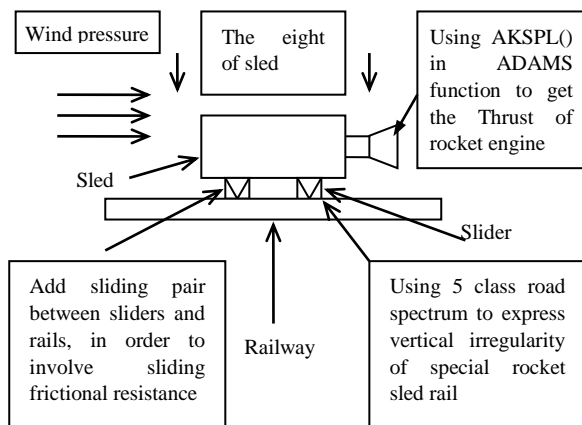 Wind pressure
The eight
of sled
Using AKSPL()
in ADAMS
function to get
the Thrust of
rocket engine
Sled
Slider
Add sliding pair
between sliders and
rails, in order to
involve sliding
frictional resistance
Railway
Using 5 class road
spectrum to express
vertical irregularity
of special rocket
sled rail